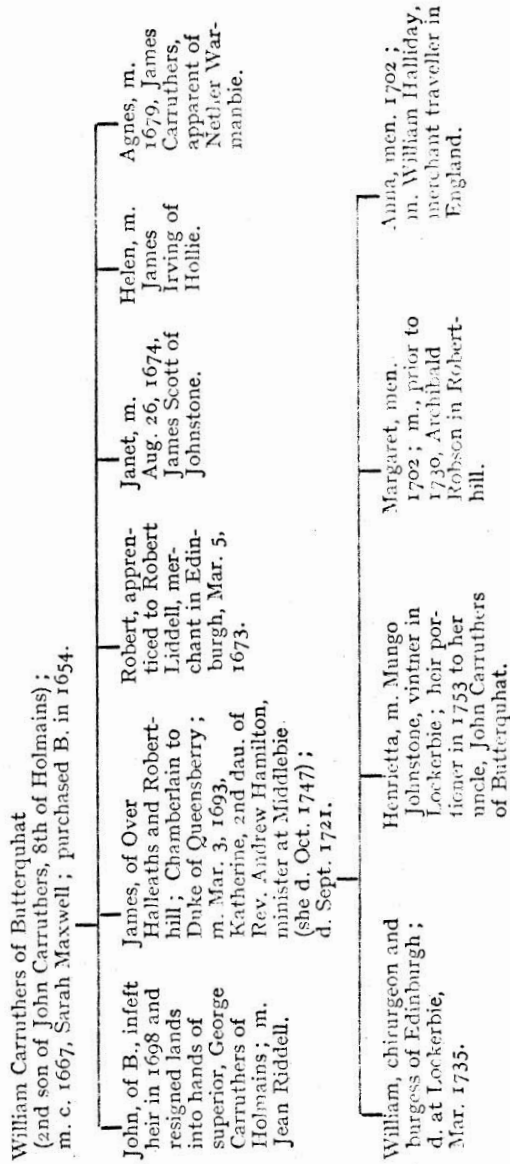 William Carruthers of Butterquhat
(2nd son of John Carruthers, 8th of Holmains);
m. c. 1667, Sarah Maxwell; purchased B. in 1654.
John, of B., infeft
heir in 1698 and
resigned lands
into hands of
superior, George
Carruthers of
Holmains; m.
Jean Riddell.
James, of Over
Halleaths and Robert-
hill; Chamberlain to
Duke of Queensberry;
m. Mar. 3, 1693,
Katherine, 2nd dau. of
Rev. Andrew Hamilton,
minister at Middlebie
(she d. Oct. 1747);
d. Sept. 1721.
Robert, appren-
ticed to Robert
Liddell, mer-
chant in Edin-
burgh, Mar. 5,
1673.
Janet, m.
Aug. 26, 1674,
James Scott of
Johnstone.
Helen, m.
James
Irving of
Hollie.
Agnes, m.
1679, James
Carruthers,
apparent of
Nether War-
manbie.
William, chirurgeon and
burgess of Edinburgh;
d. at Lockerbie,
Mar. 1735.
Henrietta, m. Mungo
Johnstone, vintner in
Lockerbie; heir por-
tioner in 1753 to her
uncle, John Carruthers
of Butterquhat.
Margaret, men.
1702; m., prior to
1730, Archibald
Robson in Robert-
hill.
Anna, men. 1702;
m. William Halliday,
merchant traveller in
England.